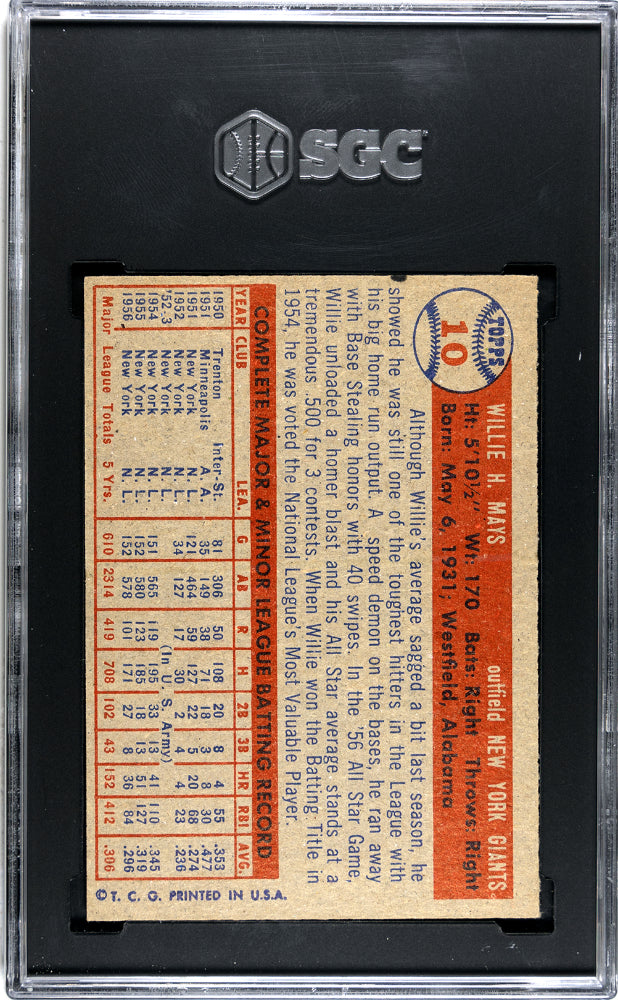 SGC
TOPPS
10
WILLIE H. MAYS outfield NEW YORK GIANTS
Ht: 5'10½" Wt: 170 Bats: Right Throws: Right
Born: May 6, 1931; Westfield, Alabama
Although Willie's average sagged a bit last season, he
showed he was still one of the toughest hitters in the League with
his big home run output. A speed demon on the bases, he ran away
with Base Stealing honors with 40 swipes. In the '56 All Star Game,
Willie unloaded a homer blast and his All Star average stands at a
tremendous .500 for 3 contests. When Willie won the Batting Title in
1954, he was voted the National League's Most Valuable Player.
COMPLETE MAJOR & MINOR LEAGUE BATTING RECORD
YEAR CLUB LEA. G AB R H 2B 3B HR RBI AVG.
1950 Trenton Inter-St. 81 306 50 108 20 8 4 55 .353
1951 Minneapolis A. A. 35 149 38 71 18 3 8 30 .477
1951 New York N. L. 121 464 59 127 22 5 20 68 .274
'52.3 New York N. L. 34 127 17 30 2 4 4 23 .236
(In U. S. Army)
1954 New York N. L. 151 565 119 195 33 13 41 110 .345
1955 New York N. L. 152 580 123 185 18 13 51 127 .319
1956 New York N. L. 152 578 101 171 27 8 36 84 .296
Major League Totals 5 Yrs. 610 2314 419 708 102 43 152 412 .306
© T. C. G. PRINTED IN U.S.A.